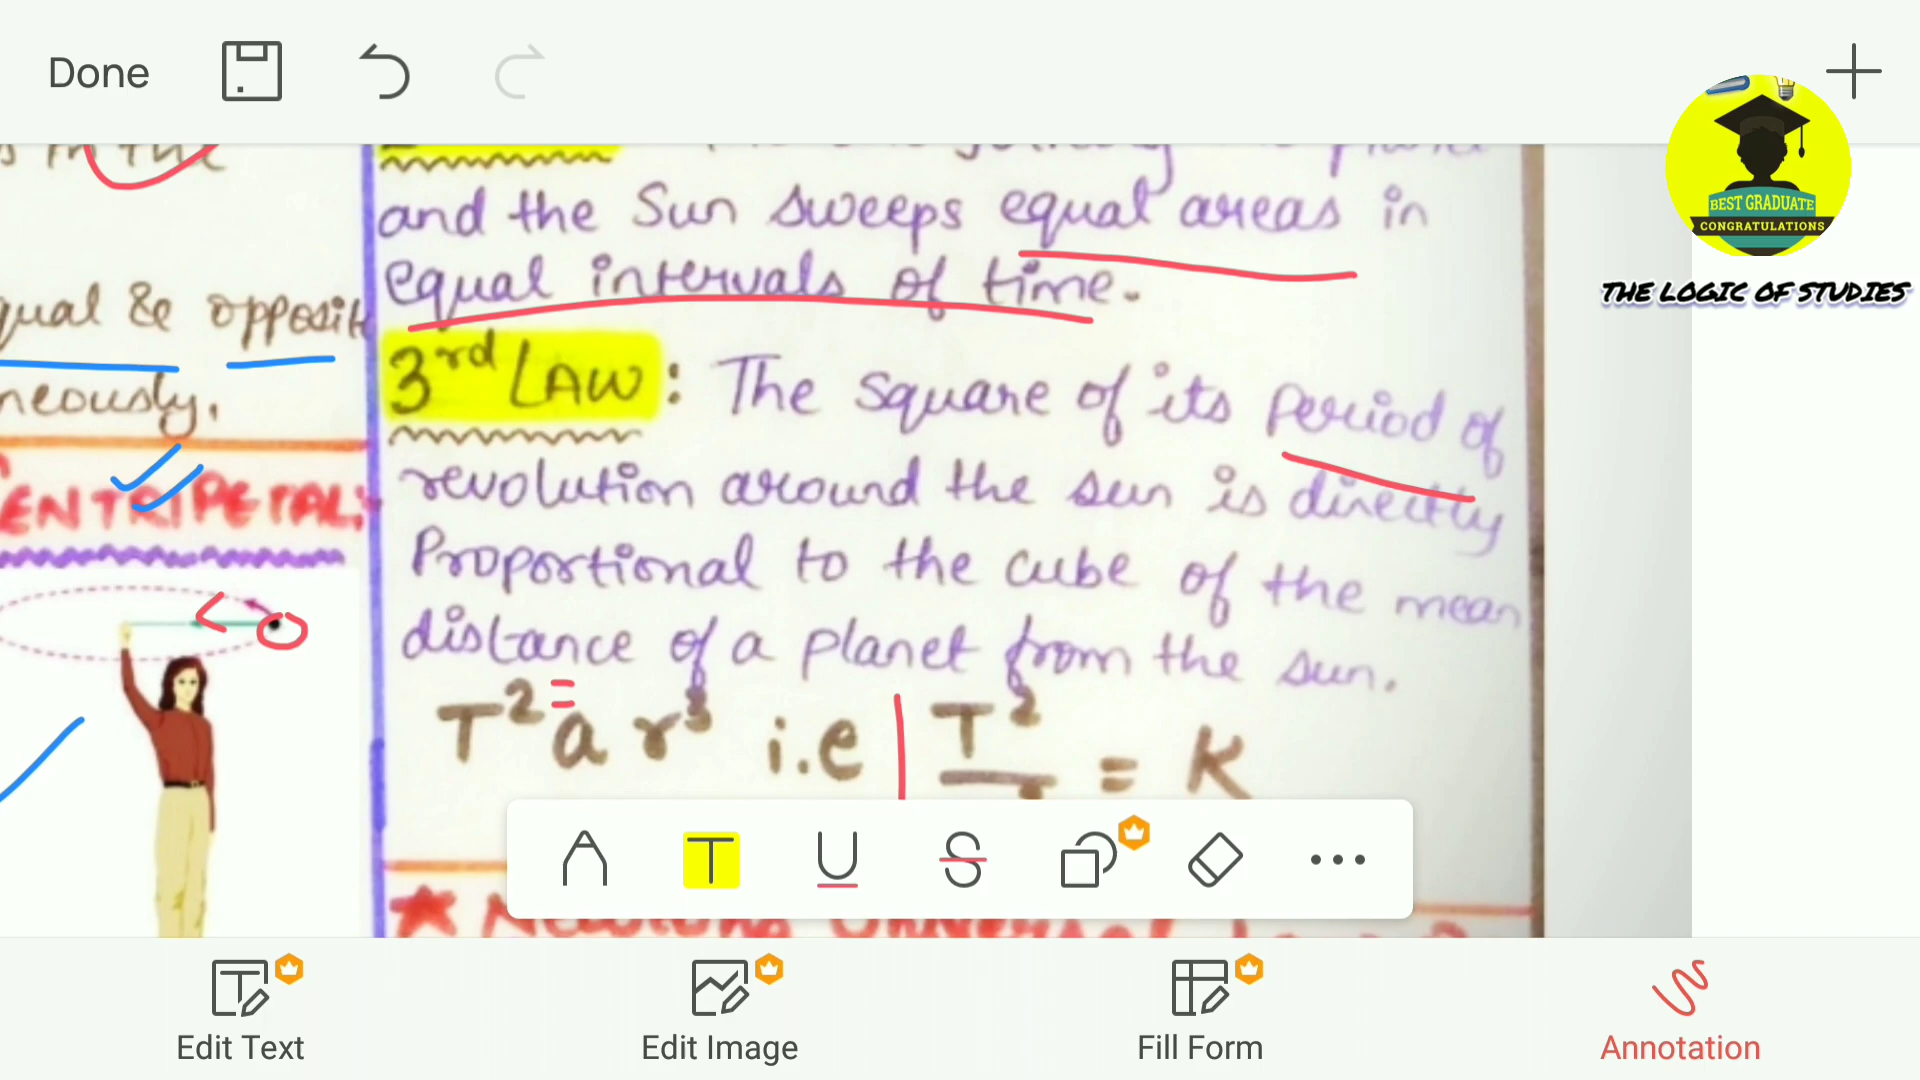 Done
BEST GRADUATE
CONGRATULATIONS
THE LOGIC OF STUDIES
in the
qual & opposit
neously.
ENTRIPETAL:
and the Sun sweeps equal areas in
equal intervals of time.
3rd LAW: The square of its Period of
revolution around the sun is directly
Proportional to the cube of the mean
distance of a planet from the sun.
T² = a r³ i.e T² = K
Edit Text
Edit Image
Fill Form
Annotation